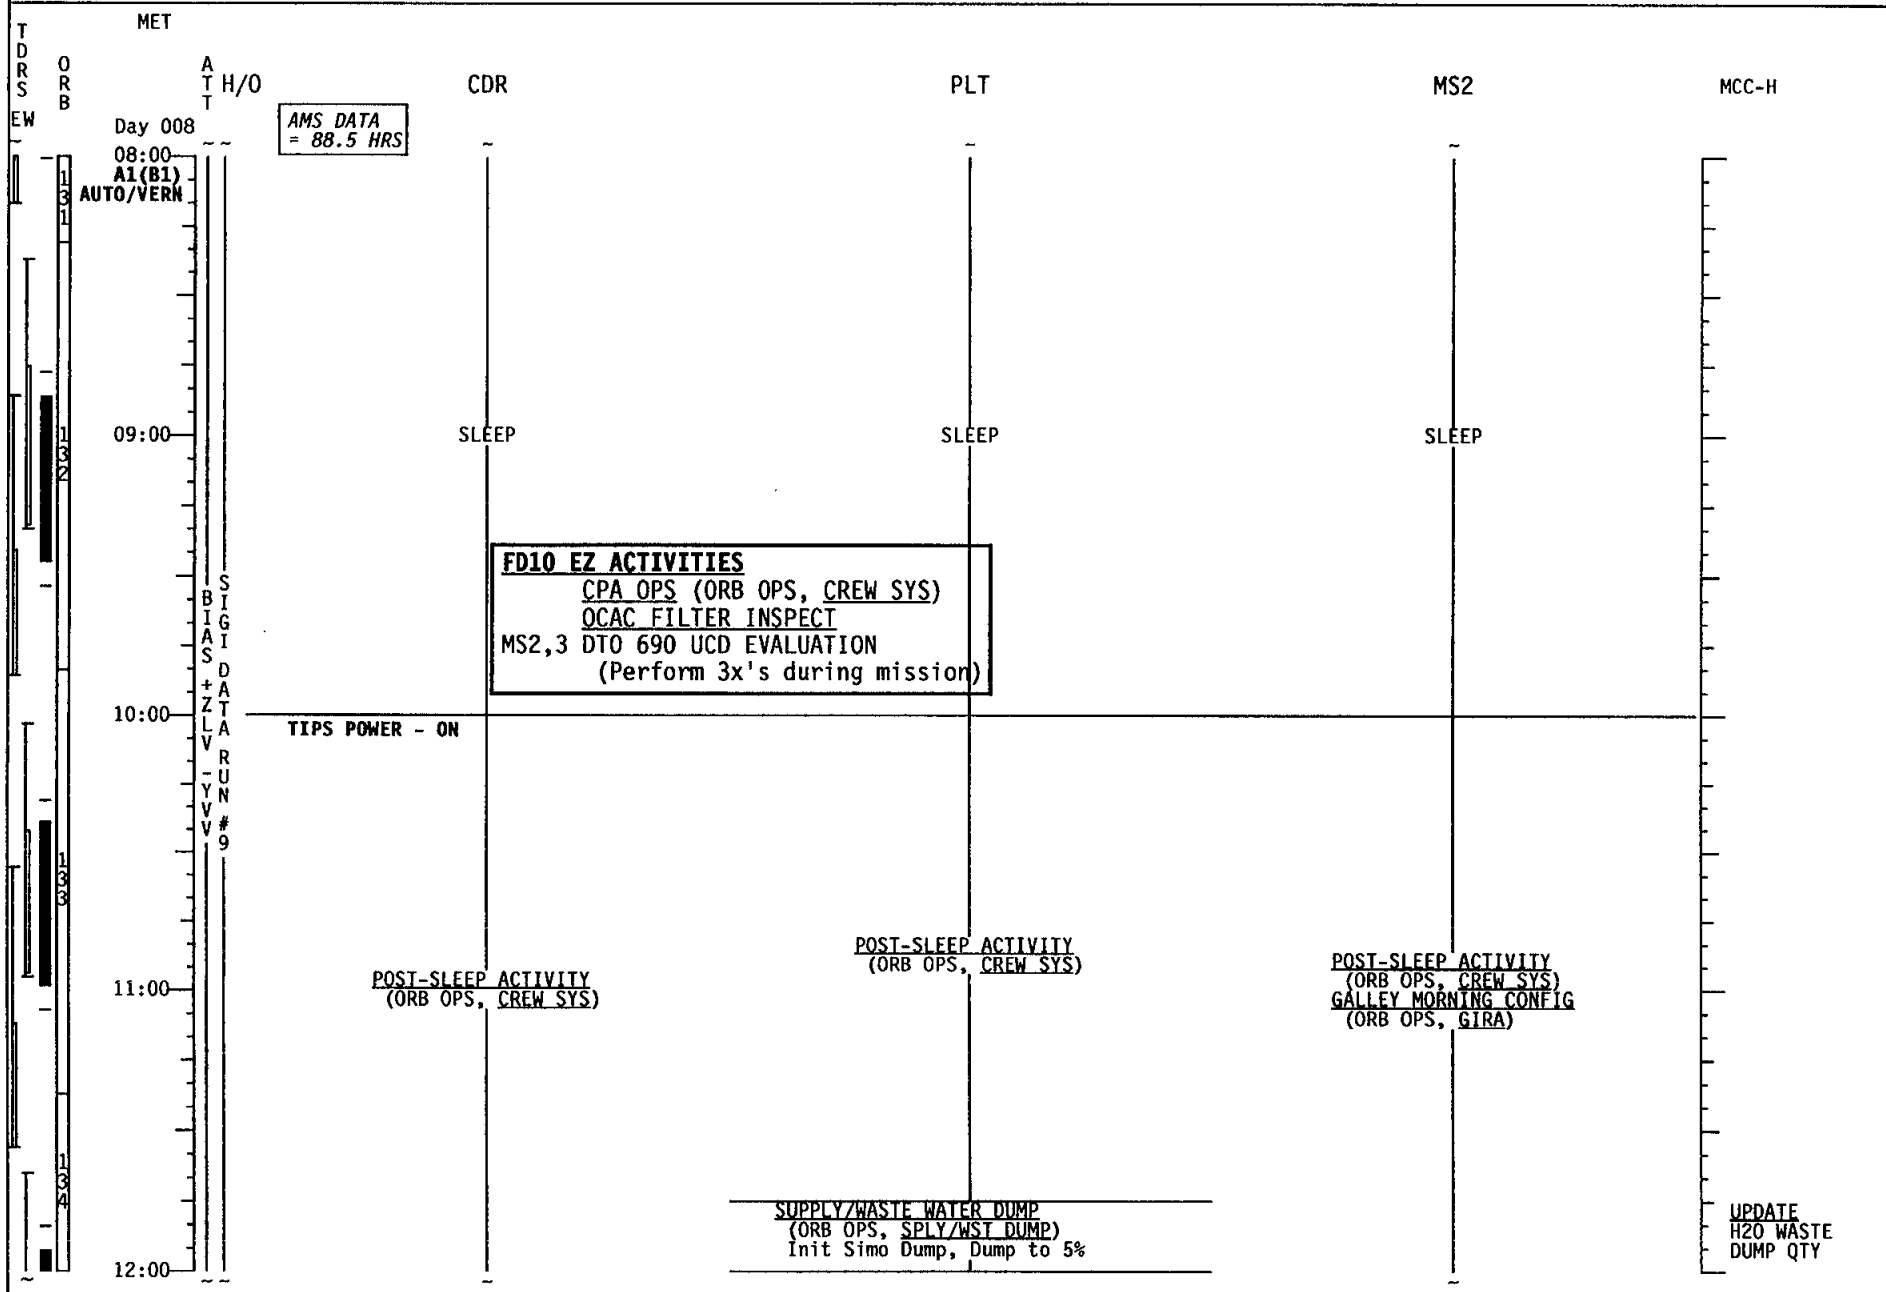 MET
TDRS
ORB
ATT
H/O
CDR
PLT
MS2
MCC-H
EW
Day 008
AMS DATA
= 88.5 HRS
08:00
A1(B1)
AUTO/VERN
131
09:00
132
SLEEP
SLEEP
SLEEP
FD10 EZ ACTIVITIES
CPA OPS (ORB OPS, CREW SYS)
OCAC FILTER INSPECT
MS2,3 DTO 690 UCD EVALUATION
(Perform 3x's during mission)
BIAS +ZLV -YVV
SIGI DATA RUN #9
10:00
TIPS POWER - ON
133
POST-SLEEP ACTIVITY
(ORB OPS, CREW SYS)
POST-SLEEP ACTIVITY
(ORB OPS, CREW SYS)
POST-SLEEP ACTIVITY
(ORB OPS, CREW SYS)
GALLEY MORNING CONFIG
(ORB OPS, GIRA)
11:00
134
SUPPLY/WASTE WATER DUMP
(ORB OPS, SPLY/WST DUMP)
Init Simo Dump, Dump to 5%
UPDATE
H2O WASTE
DUMP QTY
12:00